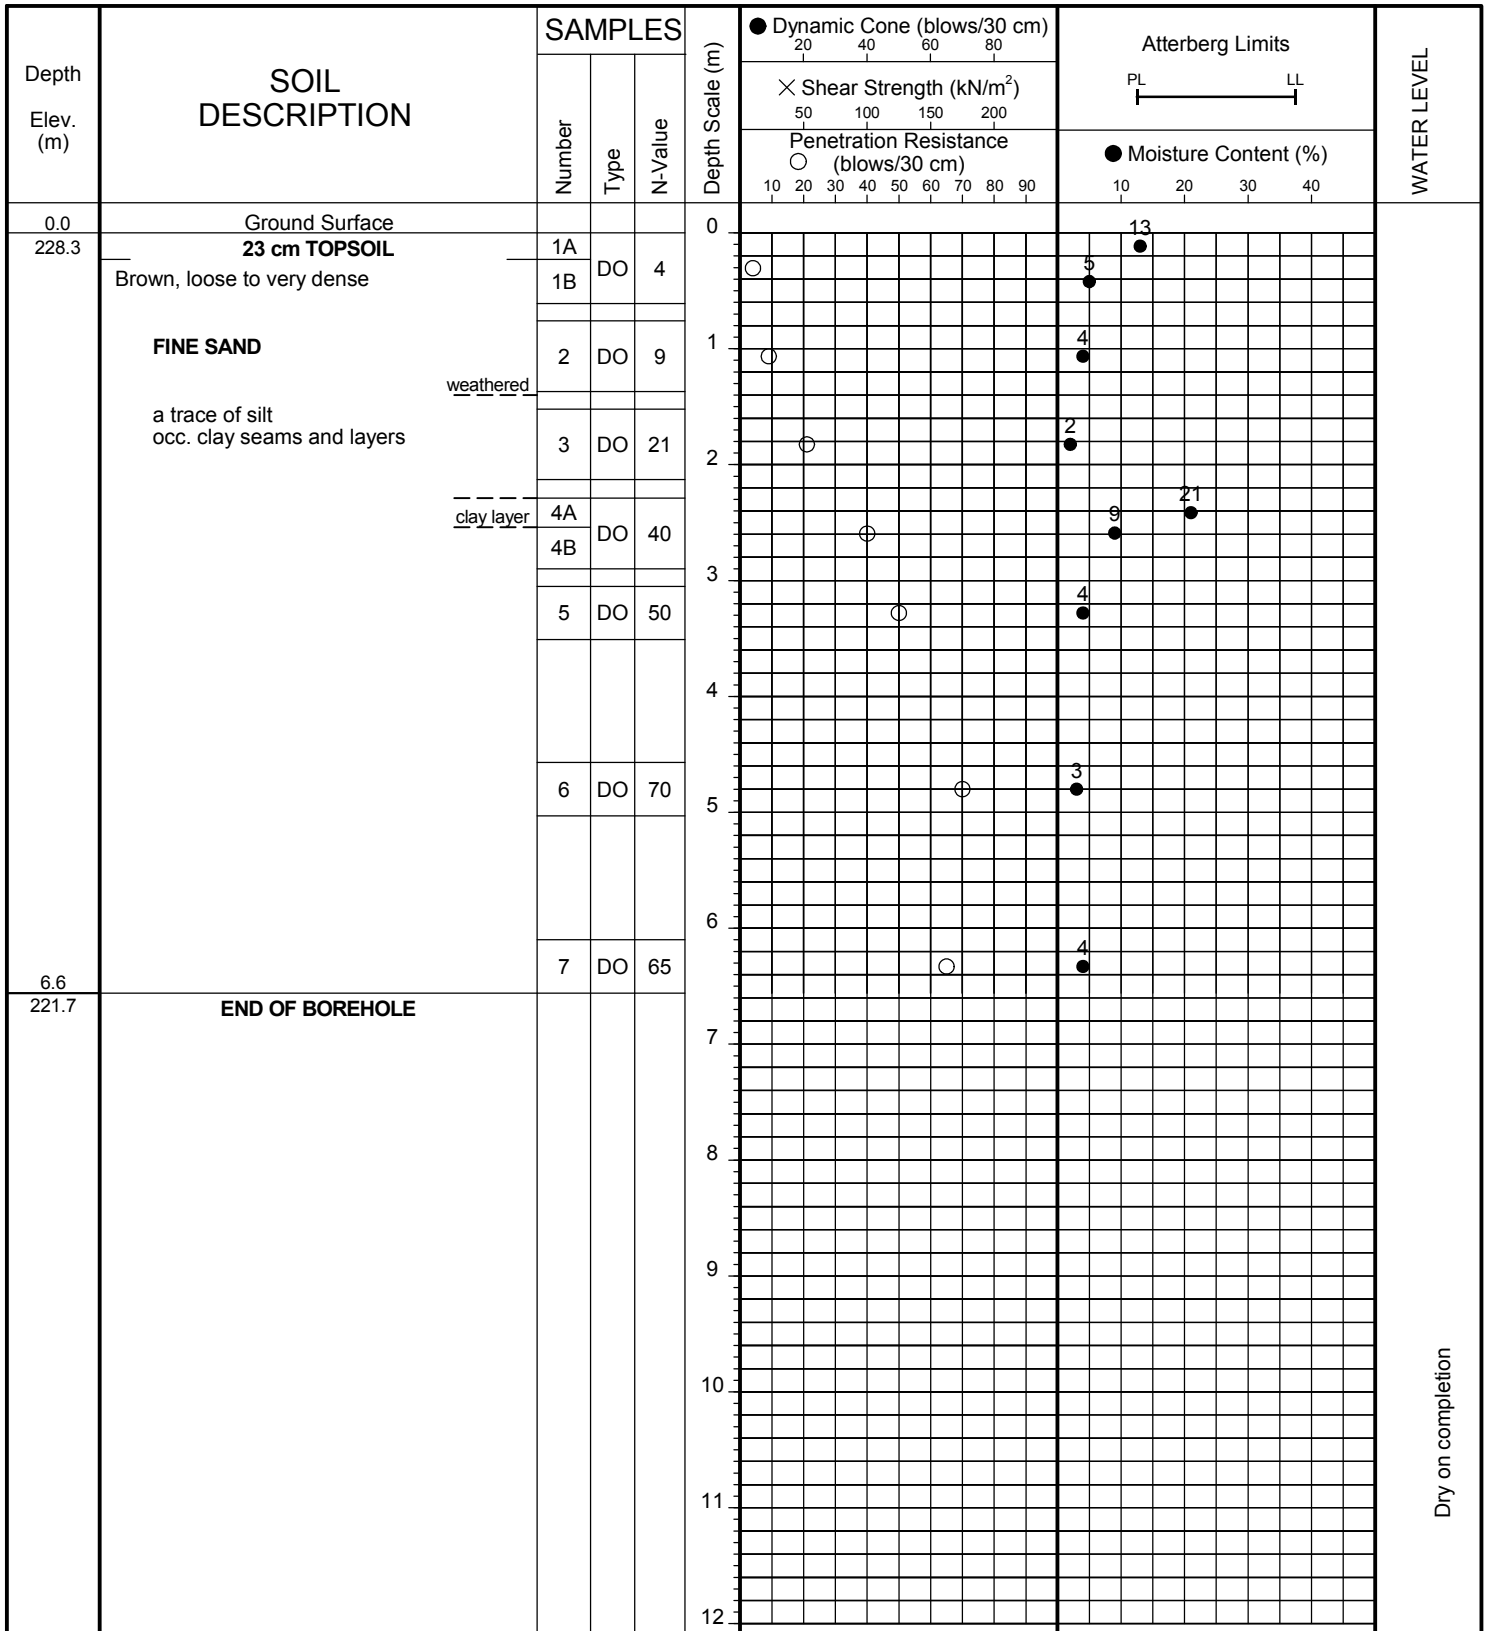 Depth
Elev.
(m)
SOIL
DESCRIPTION
SAMPLES
Number
Type
N-Value
Depth Scale (m)
● Dynamic Cone (blows/30 cm)
20 40 60 80
× Shear Strength (kN/m²)
50 100 150 200
Penetration Resistance
○ (blows/30 cm)
10 20 30 40 50 60 70 80 90
Atterberg Limits
PL LL
● Moisture Content (%)
10 20 30 40
WATER LEVEL
0.0 Ground Surface 0
228.3 23 cm TOPSOIL 1A 13
Brown, loose to very dense 1B DO 4 5
FINE SAND 2 DO 9 1 4
weathered
a trace of silt
occ. clay seams and layers 3 DO 21 2 2
clay layer 4A 21
4B DO 40 9
3
5 DO 50 4
4
6 DO 70 3
5
6
7 DO 65 4
6.6
221.7 END OF BOREHOLE
7
8
9
10
11
12
Dry on completion